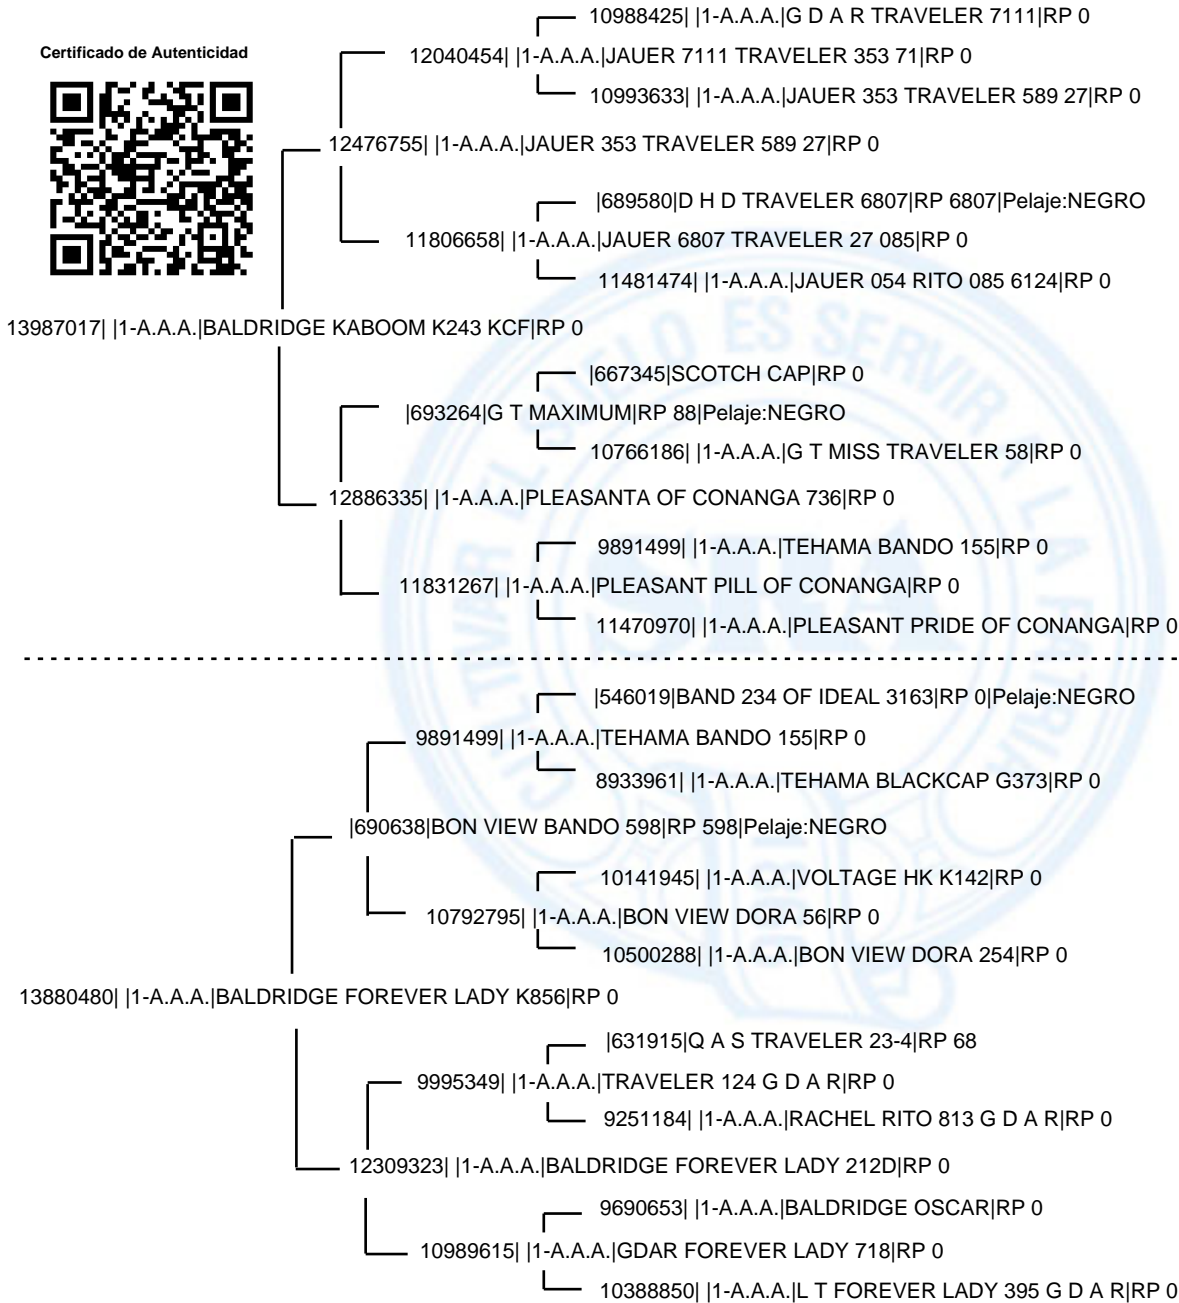 10988425| |1-A.A.A.|G D A R TRAVELER 7111|RP 0
Certificado de Autenticidad
12040454| |1-A.A.A.|JAUER 7111 TRAVELER 353 71|RP 0
10993633| |1-A.A.A.|JAUER 353 TRAVELER 589 27|RP 0
12476755| |1-A.A.A.|JAUER 353 TRAVELER 589 27|RP 0
|689580|D H D TRAVELER 6807|RP 6807|Pelaje:NEGRO
11806658| |1-A.A.A.|JAUER 6807 TRAVELER 27 085|RP 0
11481474| |1-A.A.A.|JAUER 054 RITO 085 6124|RP 0
13987017| |1-A.A.A.|BALDRIDGE KABOOM K243 KCF|RP 0
|667345|SCOTCH CAP|RP 0
|693264|G T MAXIMUM|RP 88|Pelaje:NEGRO
10766186| |1-A.A.A.|G T MISS TRAVELER 58|RP 0
12886335| |1-A.A.A.|PLEASANTA OF CONANGA 736|RP 0
9891499| |1-A.A.A.|TEHAMA BANDO 155|RP 0
11831267| |1-A.A.A.|PLEASANT PILL OF CONANGA|RP 0
11470970| |1-A.A.A.|PLEASANT PRIDE OF CONANGA|RP 0
|546019|BAND 234 OF IDEAL 3163|RP 0|Pelaje:NEGRO
9891499| |1-A.A.A.|TEHAMA BANDO 155|RP 0
8933961| |1-A.A.A.|TEHAMA BLACKCAP G373|RP 0
|690638|BON VIEW BANDO 598|RP 598|Pelaje:NEGRO
10141945| |1-A.A.A.|VOLTAGE HK K142|RP 0
10792795| |1-A.A.A.|BON VIEW DORA 56|RP 0
10500288| |1-A.A.A.|BON VIEW DORA 254|RP 0
13880480| |1-A.A.A.|BALDRIDGE FOREVER LADY K856|RP 0
|631915|Q A S TRAVELER 23-4|RP 68
9995349| |1-A.A.A.|TRAVELER 124 G D A R|RP 0
9251184| |1-A.A.A.|RACHEL RITO 813 G D A R|RP 0
12309323| |1-A.A.A.|BALDRIDGE FOREVER LADY 212D|RP 0
9690653| |1-A.A.A.|BALDRIDGE OSCAR|RP 0
10989615| |1-A.A.A.|GDAR FOREVER LADY 718|RP 0
10388850| |1-A.A.A.|L T FOREVER LADY 395 G D A R|RP 0
CULTIVAR EL SUELO ES SERVIR A LA PATRIA
SRA
1866